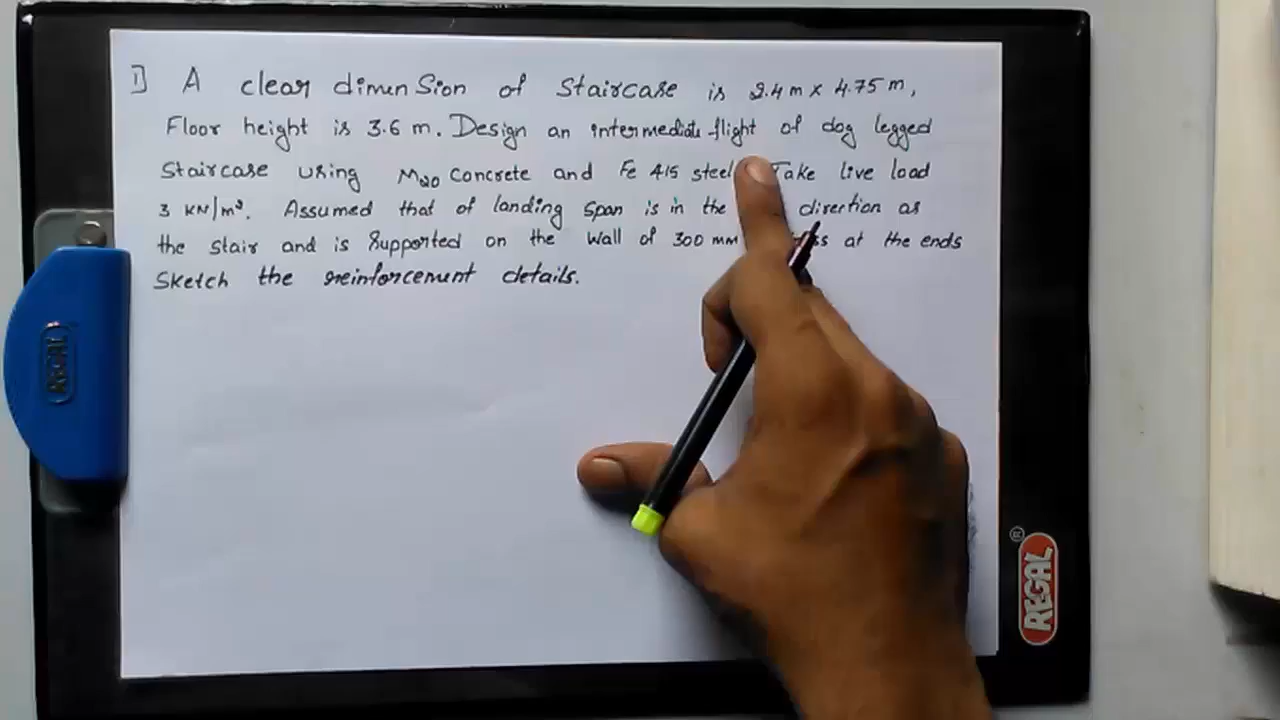 1] A clear dimension of Staircase is 2.4 m x 4.75 m,
Floor height is 3.6 m. Design an intermediate flight of dog legged
Staircase using M20 Concrete and Fe 415 steel Take live load
3 KN/m². Assumed that of landing span is in the direction as
the stair and is Supported on the Wall of 300 mm at the ends
Sketch the reinforcement details.
REGAL
REGAL ®